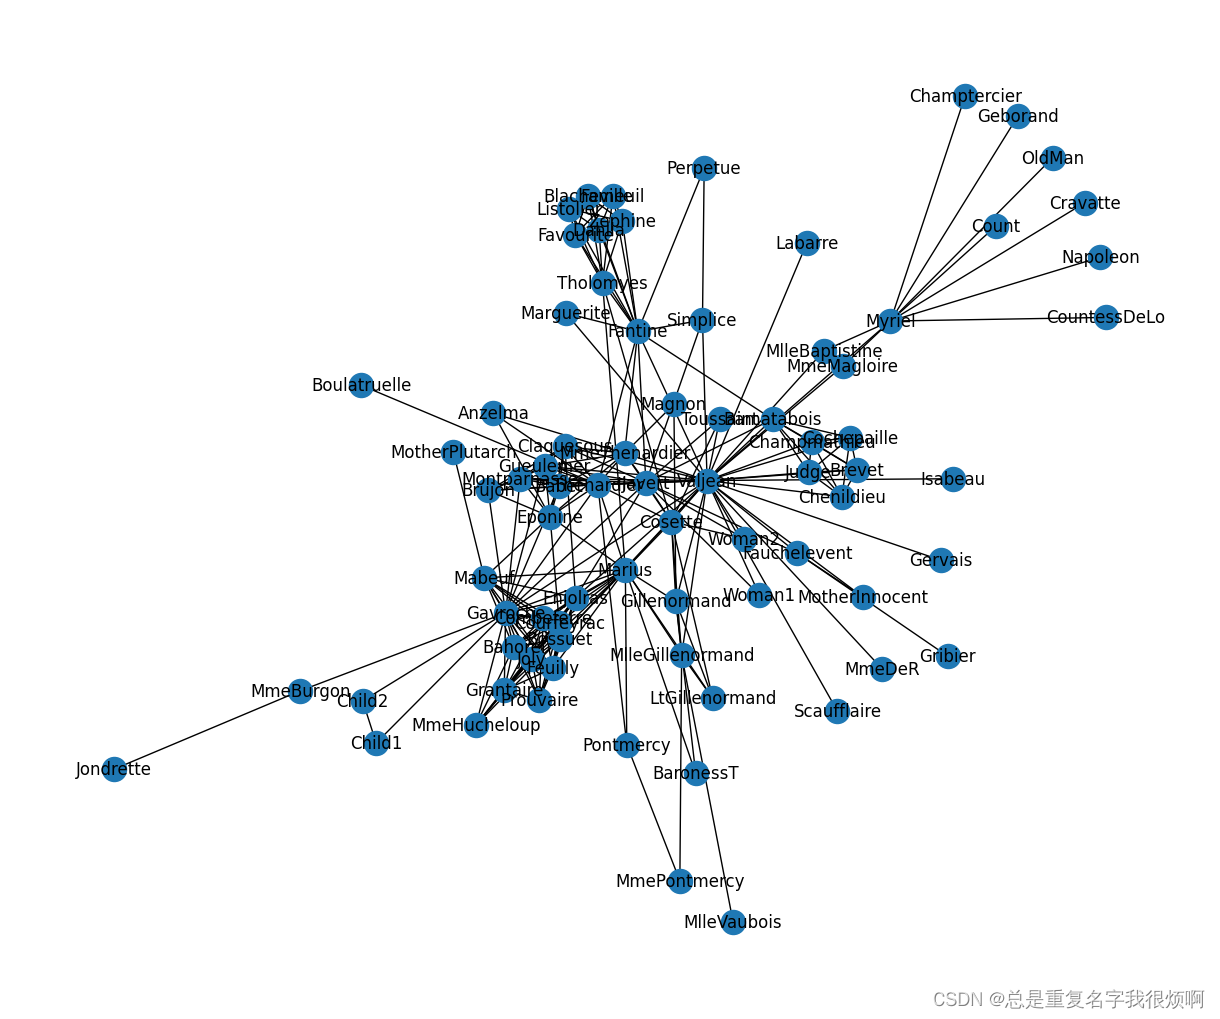 Champtercier
Geborand
OldMan
Perpetue
Blacheville
Fameuil
Cravatte
Listolier
Zephine
Count
Dahlia
Favourite
Labarre
Napoleon
Tholomyes
Marguerite
CountessDeLo
Simplice
Myriel
Fantine
MlleBaptistine
MmeMagloire
Boulatruelle
Magnon
Anzelma
Toussaint
Bamatabois
Cochepaille
Champmathieu
Claquesous
MotherPlutarch
MmeThenardier
Gueulemer
Brevet
Judge
Montparnasse
Isabeau
Valjean
Javert
Thenardier
Babet
Brujon
Chenildieu
Eponine
Cosette
Woman2
Fauchelevent
Gervais
Marius
Mabeuf
Woman1
MotherInnocent
Enjolras
Gillenormand
Gavroche
Combeferre
Courfeyrac
Bossuet
Bahorel
MlleGillenormand
Gribier
Joly
Feuilly
MmeDeR
Grantaire
MmeBurgon
LtGillenormand
Child2
Prouvaire
Scaufflaire
MmeHucheloup
Child1
Pontmercy
Jondrette
BaronessT
MmePontmercy
MlleVaubois
CSDN @总是重复名字我很烦啊